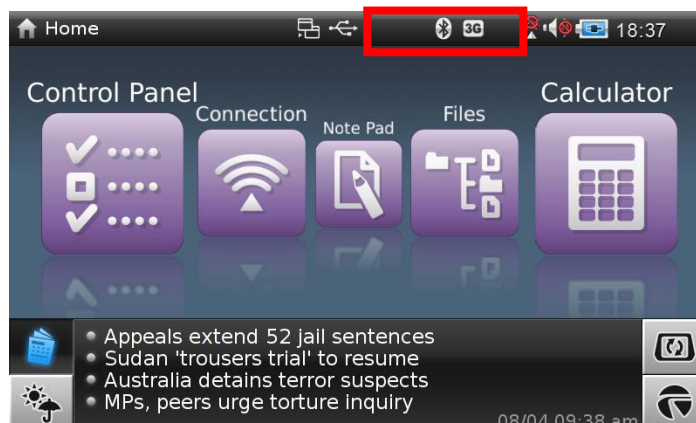 Home
3G
18:37
Control Panel
Connection
Note Pad
Files
Calculator
Appeals extend 52 jail sentences
Sudan 'trousers trial' to resume
Australia detains terror suspects
MPs, peers urge torture inquiry
08/04 09:38 am